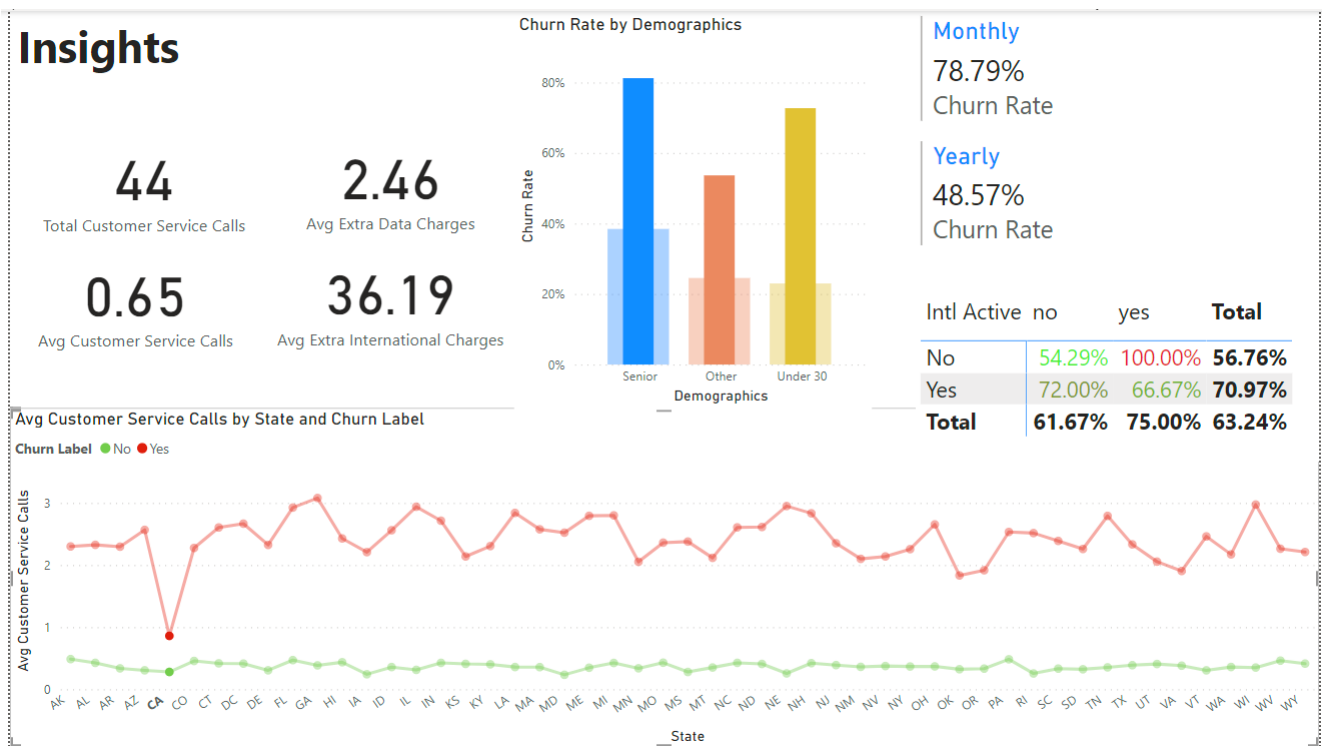 Insights
44
Total Customer Service Calls
2.46
Avg Extra Data Charges
0.65
Avg Customer Service Calls
36.19
Avg Extra International Charges
Churn Rate by Demographics
Churn Rate
80%
60%
40%
20%
0%
Senior Other Under 30
Demographics
Monthly
78.79%
Churn Rate
Yearly
48.57%
Churn Rate
Intl Active no yes Total
No 54.29% 100.00% 56.76%
Yes 72.00% 66.67% 70.97%
Total 61.67% 75.00% 63.24%
Avg Customer Service Calls by State and Churn Label
Churn Label No Yes
Avg Customer Service Calls
3
2
1
0
AK AL AR AZ CA CO CT DC DE FL GA HI IA ID IL IN KS KY LA MA MD ME MI MN MO MS MT NC ND NE NH NJ NM NV NY OH OK OR PA RI SC SD TN TX UT VA VT WA WI WV WY
State